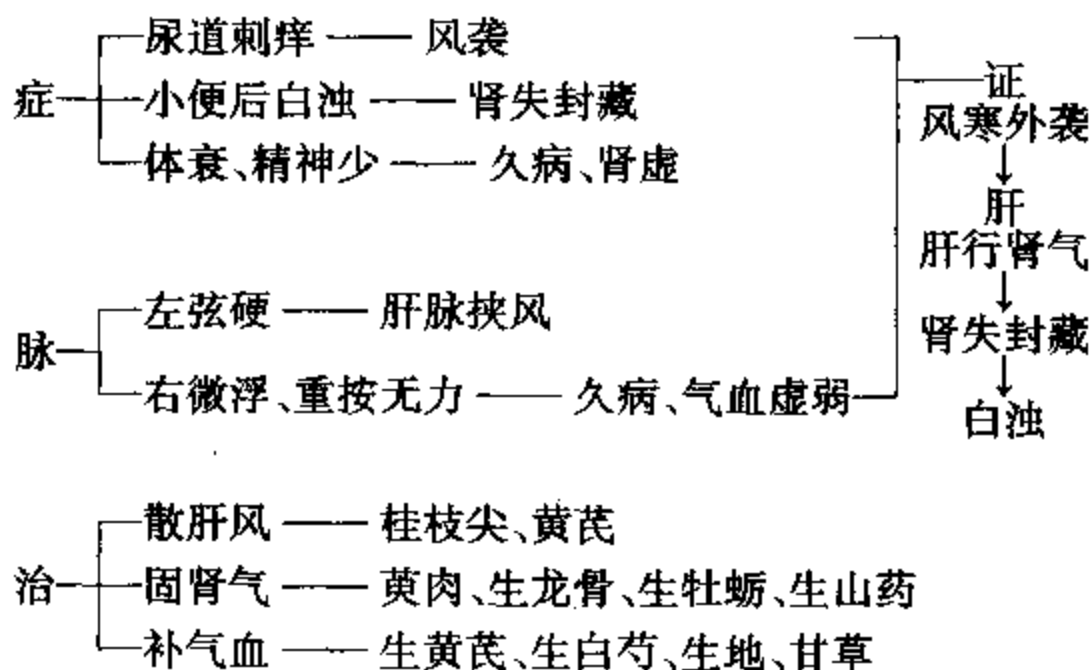 症
尿道刺痒——风袭
小便后白浊——肾失封藏
体衰、精神少——久病、肾虚
脉
左弦硬——肝脉挟风
右微浮、重按无力——久病、气血虚弱
证
风寒外袭
↓
肝
肝行肾气
↓
肾失封藏
↓
白浊
治
散肝风——桂枝尖、黄芪
固肾气——萸肉、生龙骨、生牡蛎、生山药
补气血——生黄芪、生白芍、生地、甘草